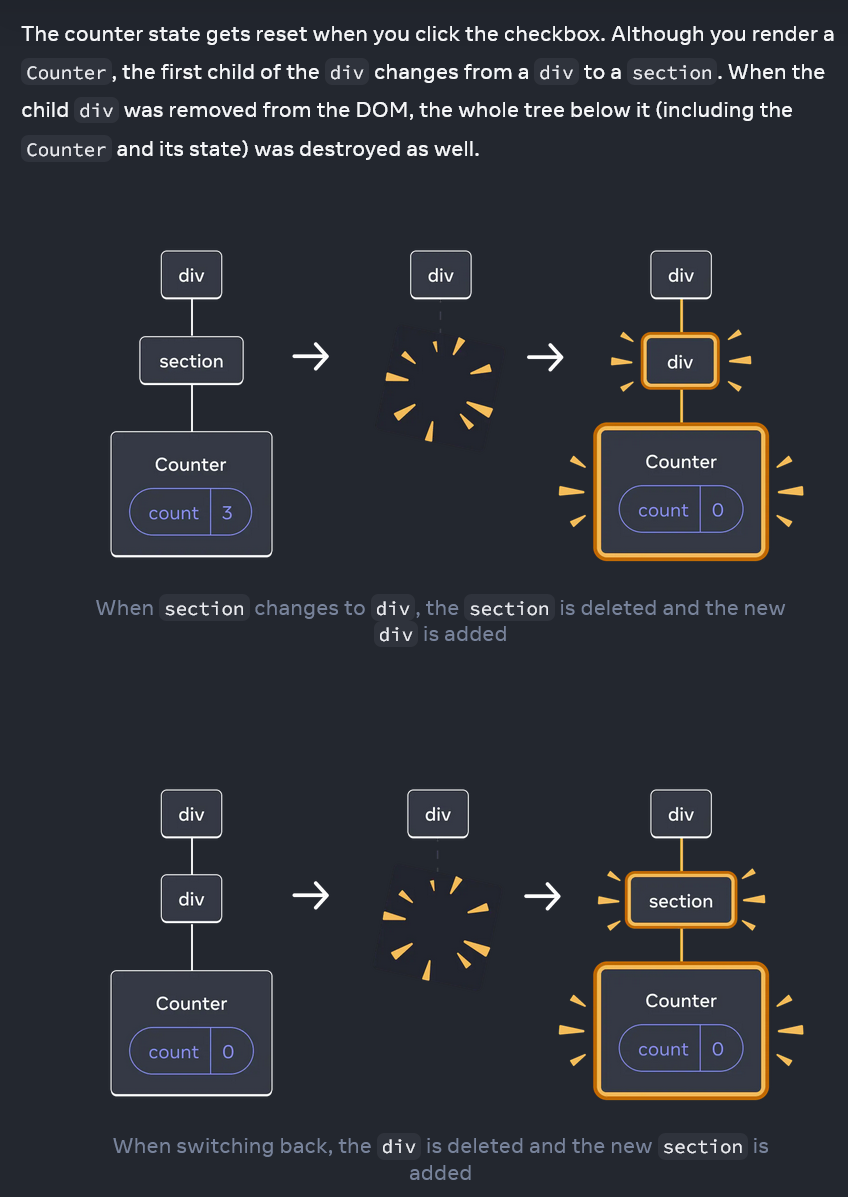 The counter state gets reset when you click the checkbox. Although you render a
Counter, the first child of the div changes from a div to a section. When the
child div was removed from the DOM, the whole tree below it (including the
Counter and its state) was destroyed as well.
div
div
div
section
div
Counter
count 3
Counter
count 0
When section changes to div, the section is deleted and the new
div is added
div
div
div
div
section
Counter
count 0
Counter
count 0
When switching back, the div is deleted and the new section is
added